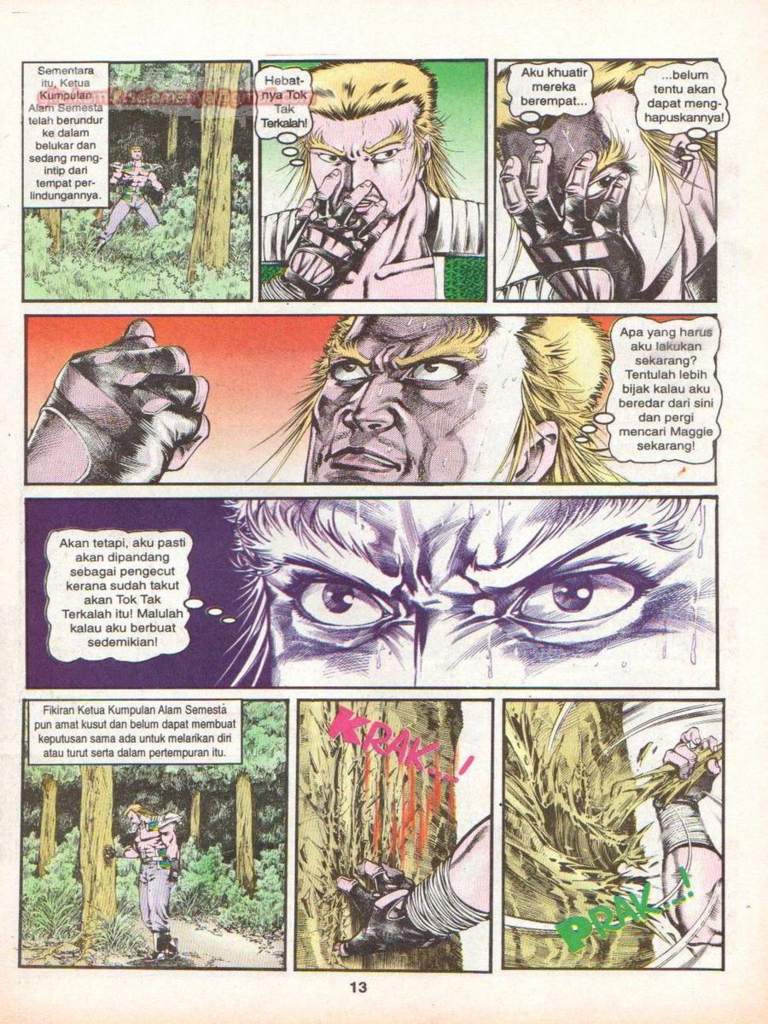 Sementara
itu, Ketua
Kumpulan
Alam Semesta
telah berundur
ke dalam
belukar dan
sedang meng-
intip dari
tempat per-
lindungannya.
Hebat-
nya Tok
Tak
Terkalah!
Aku khuatir
mereka
berempat...
...belum
tentu akan
dapat meng-
hapuskannya!
Apa yang harus
aku lakukan
sekarang?
Tentulah lebih
bijak kalau aku
beredar dari sini
dan pergi
mencari Maggie
sekarang!
Akan tetapi, aku pasti
akan dipandang
sebagai pengecut
kerana sudah takut
akan Tok Tak
Terkalah itu! Malulah
kalau aku berbuat
sedemikian!
Fikiran Ketua Kumpulan Alam Semesta
pun amat kusut dan belum dapat membuat
keputusan sama ada untuk melarikan diri
atau turut serta dalam pertempuran itu.
KRAK...!
PRAK...!
13